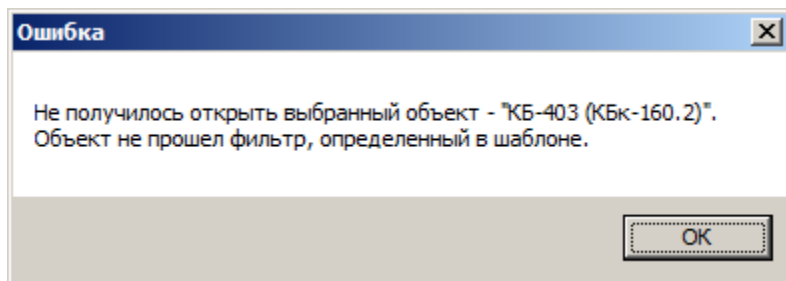 Ошибка
Не получилось открыть выбранный объект - "КБ-403 (КБк-160.2)".
Объект не прошел фильтр, определенный в шаблоне.
OK